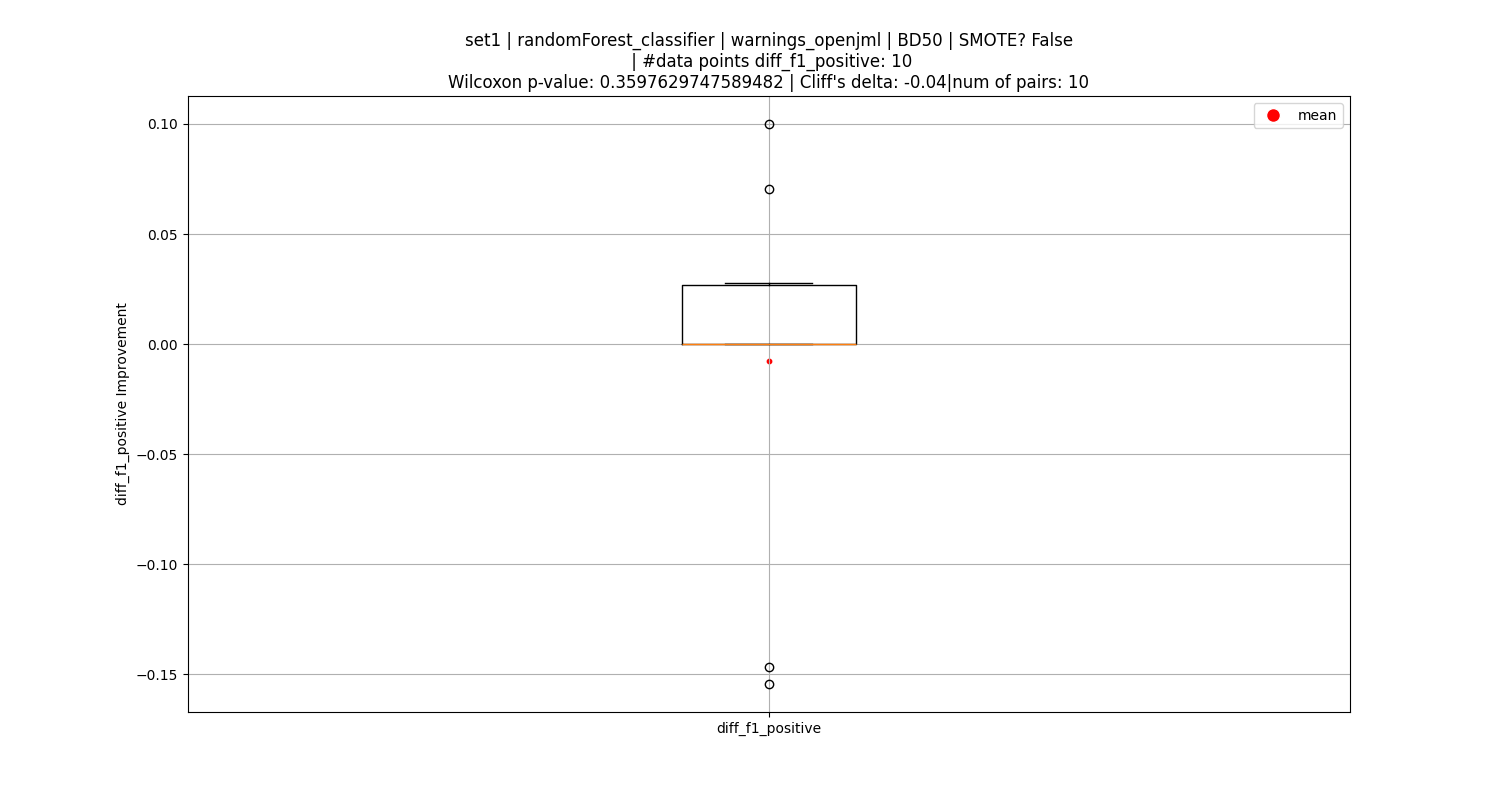 set1 | randomForest_classifier | warnings_openjml | BD50 | SMOTE? False
| #data points diff_f1_positive: 10
Wilcoxon p-value: 0.3597629747589482 | Cliff's delta: -0.04|num of pairs: 10
mean
0.10
0.05
0.00
−0.05
−0.10
−0.15
diff_f1_positive Improvement
diff_f1_positive